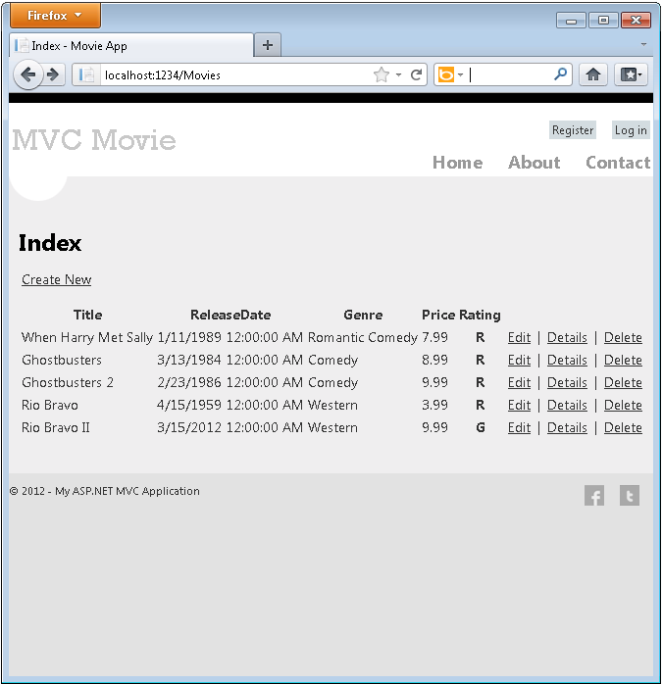 Firefox
Index - Movie App
localhost:1234/Movies
MVC Movie
Register Log in
Home About Contact
Index
Create New
Title ReleaseDate Genre Price Rating
When Harry Met Sally 1/11/1989 12:00:00 AM Romantic Comedy 7.99 R Edit | Details | Delete
Ghostbusters 3/13/1984 12:00:00 AM Comedy 8.99 R Edit | Details | Delete
Ghostbusters 2 2/23/1986 12:00:00 AM Comedy 9.99 R Edit | Details | Delete
Rio Bravo 4/15/1959 12:00:00 AM Western 3.99 R Edit | Details | Delete
Rio Bravo II 3/15/2012 12:00:00 AM Western 9.99 G Edit | Details | Delete
© 2012 - My ASP.NET MVC Application